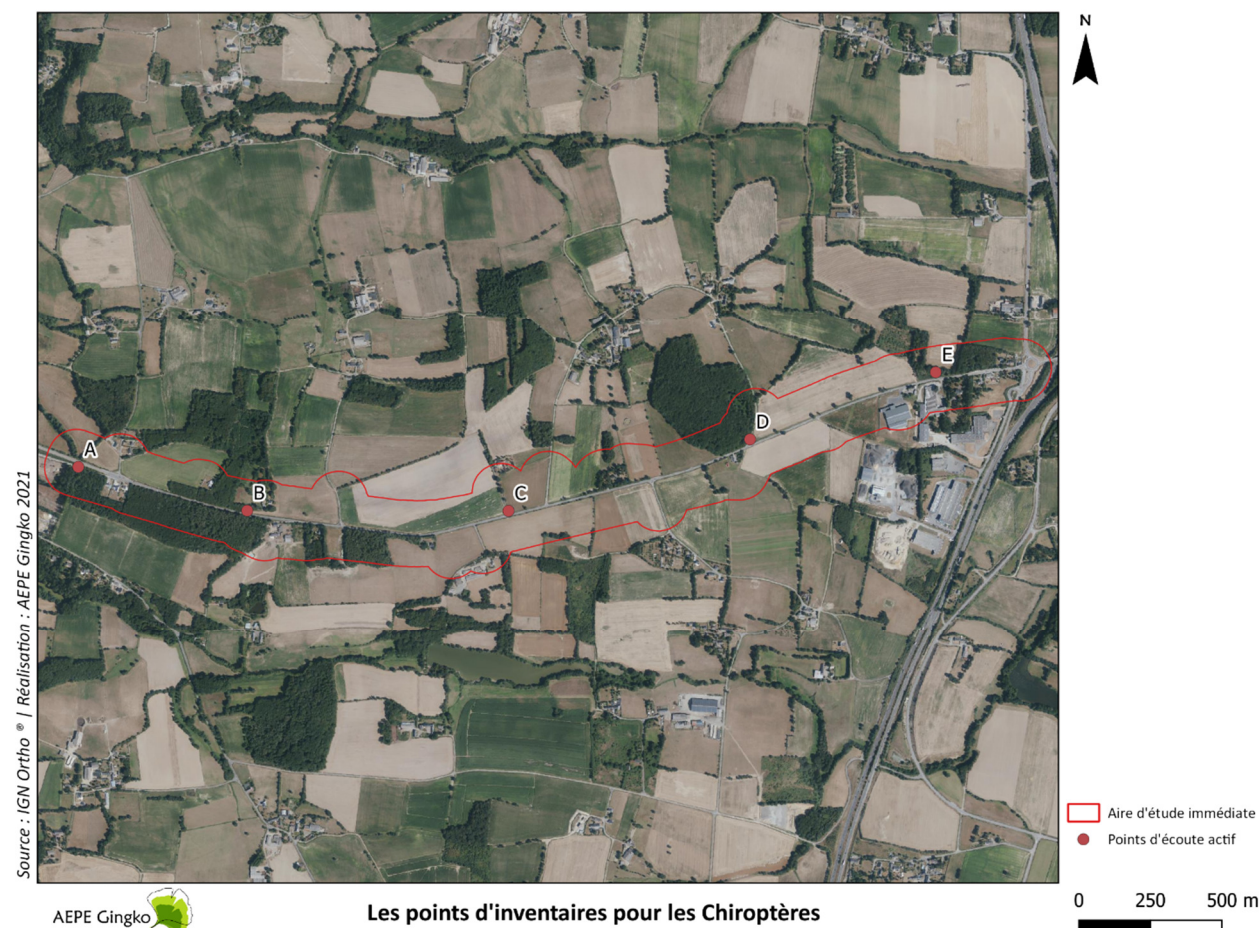 N
A
B
C
D
E
Source : IGN Ortho ® | Réalisation : AEPE Gingko 2021
Aire d'étude immédiate
Points d'écoute actif
0 250 500 m
AEPE Gingko
Les points d'inventaires pour les Chiroptères